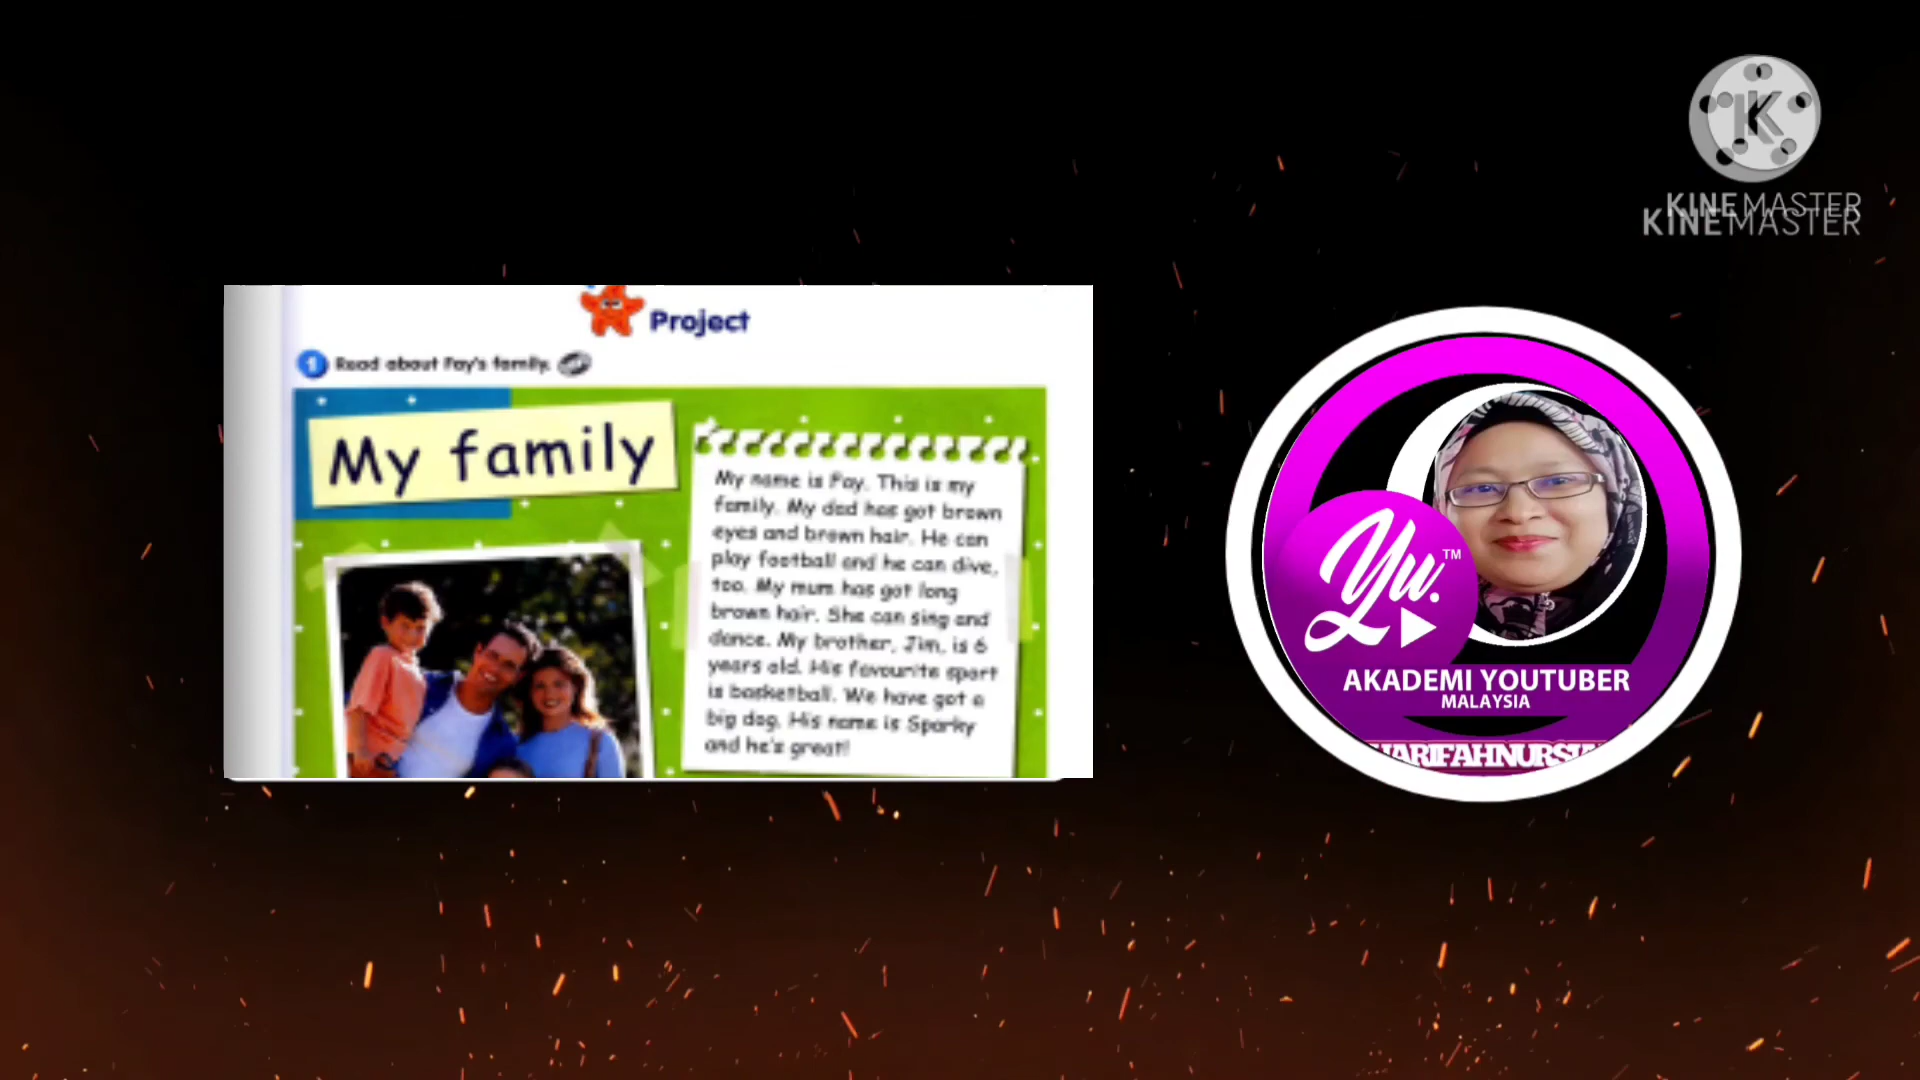 Project
1 Read about Fay's family.
My family
My name is Fay. This is my
family. My dad has got brown
eyes and brown hair. He can
play football and he can dive,
too. My mum has got long
brown hair. She can sing and
dance. My brother, Jim, is 6
years old. His favourite sport
is basketball. We have got a
big dog. His name is Sparky
and he's great!
KINEMASTER
KINEMASTER
Yu.™
AKADEMI YOUTUBER
MALAYSIA